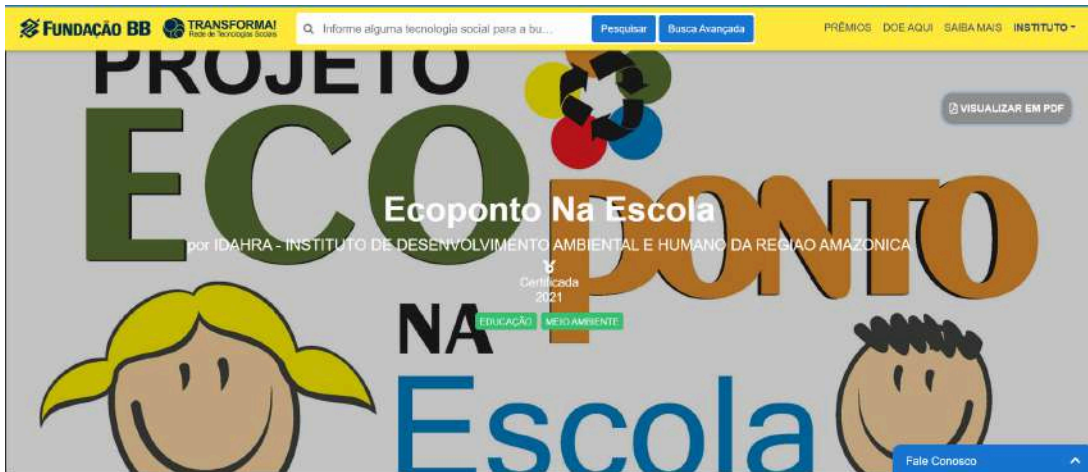 FUNDAÇÃO BB
TRANSFORMA!
Rede de Tecnologias Sociais
Informe alguma tecnologia social para a bu...
Pesquisar
Busca Avançada
PRÊMIOS
DOE AQUI
SAIBA MAIS
INSTITUTO
PROJETO
VISUALIZAR EM PDF
ECO
PONTO
Ecoponto Na Escola
por IDAHRA - INSTITUTO DE DESENVOLVIMENTO AMBIENTAL E HUMANO DA REGIAO AMAZONICA
Certificada
2021
EDUCAÇÃO
MEIO AMBIENTE
NA
Escola
Fale Conosco